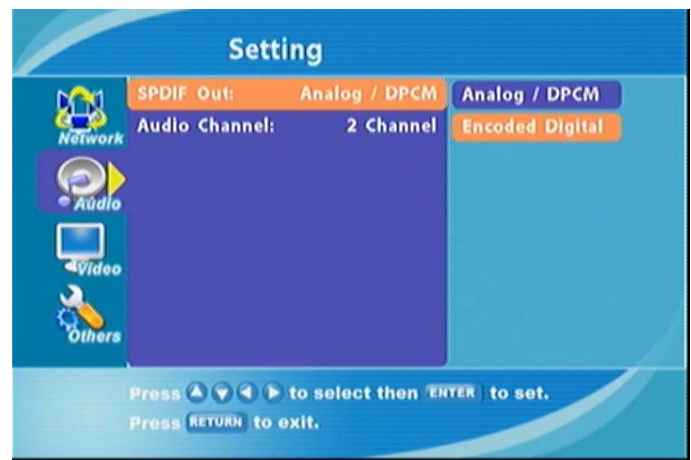 Setting
Network
SPDIF Out: Analog / DPCM
Analog / DPCM
Audio Channel: 2 Channel
Encoded Digital
Audio
Video
Others
Press to select then ENTER to set.
Press RETURN to exit.